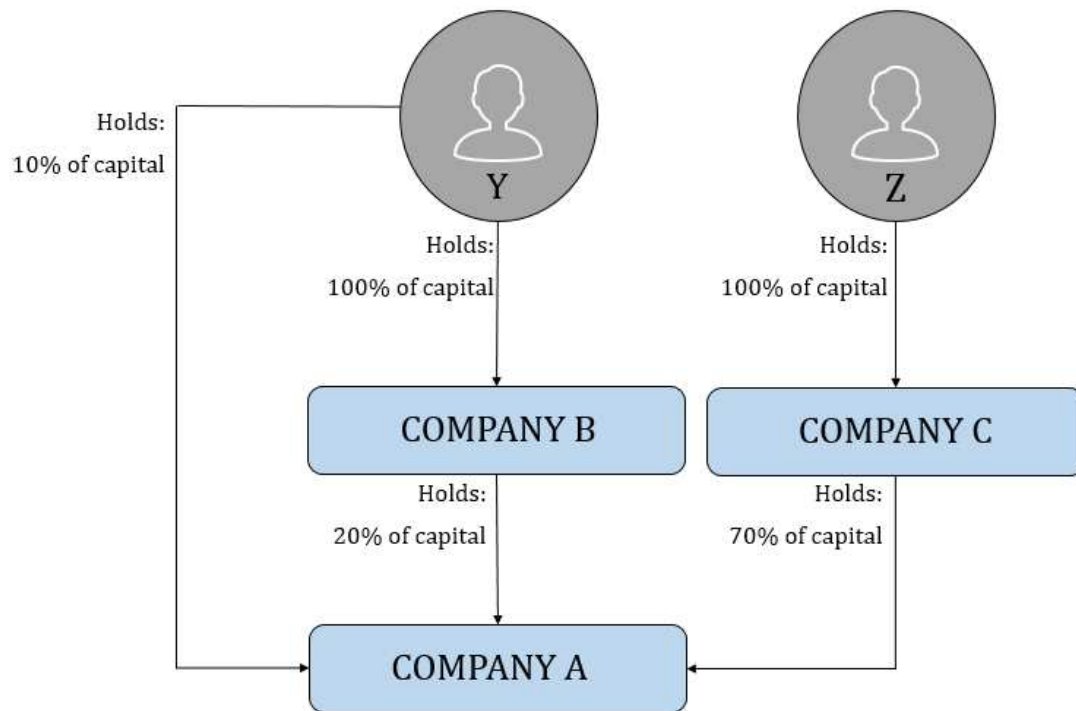 Holds:
10% of capital
Y
Z
Holds:
100% of capital
Holds:
100% of capital
COMPANY B
COMPANY C
Holds:
20% of capital
Holds:
70% of capital
COMPANY A